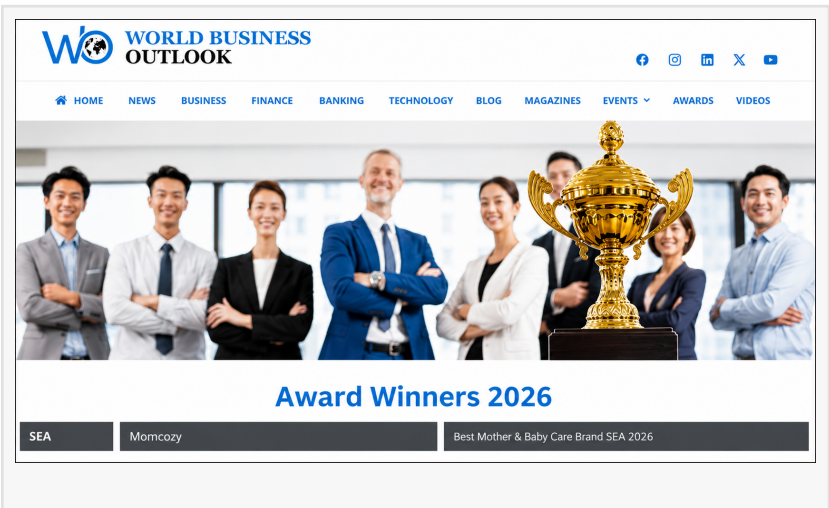 WO
WORLD BUSINESS
OUTLOOK
HOME NEWS BUSINESS FINANCE BANKING TECHNOLOGY BLOG MAGAZINES EVENTS AWARDS VIDEOS
Award Winners 2026
SEA Momcozy Best Mother & Baby Care Brand SEA 2026